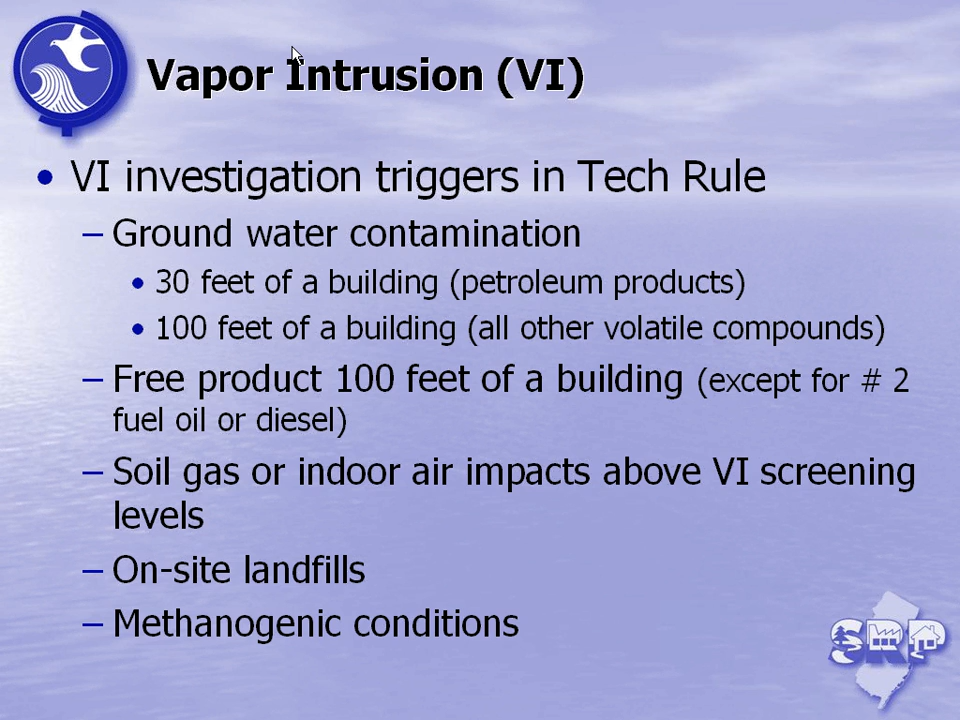 Vapor Intrusion (VI)
• VI investigation triggers in Tech Rule
– Ground water contamination
• 30 feet of a building (petroleum products)
• 100 feet of a building (all other volatile compounds)
– Free product 100 feet of a building (except for # 2
fuel oil or diesel)
– Soil gas or indoor air impacts above VI screening
levels
– On-site landfills
– Methanogenic conditions
SRP